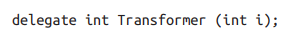 delegate int Transformer (int i);